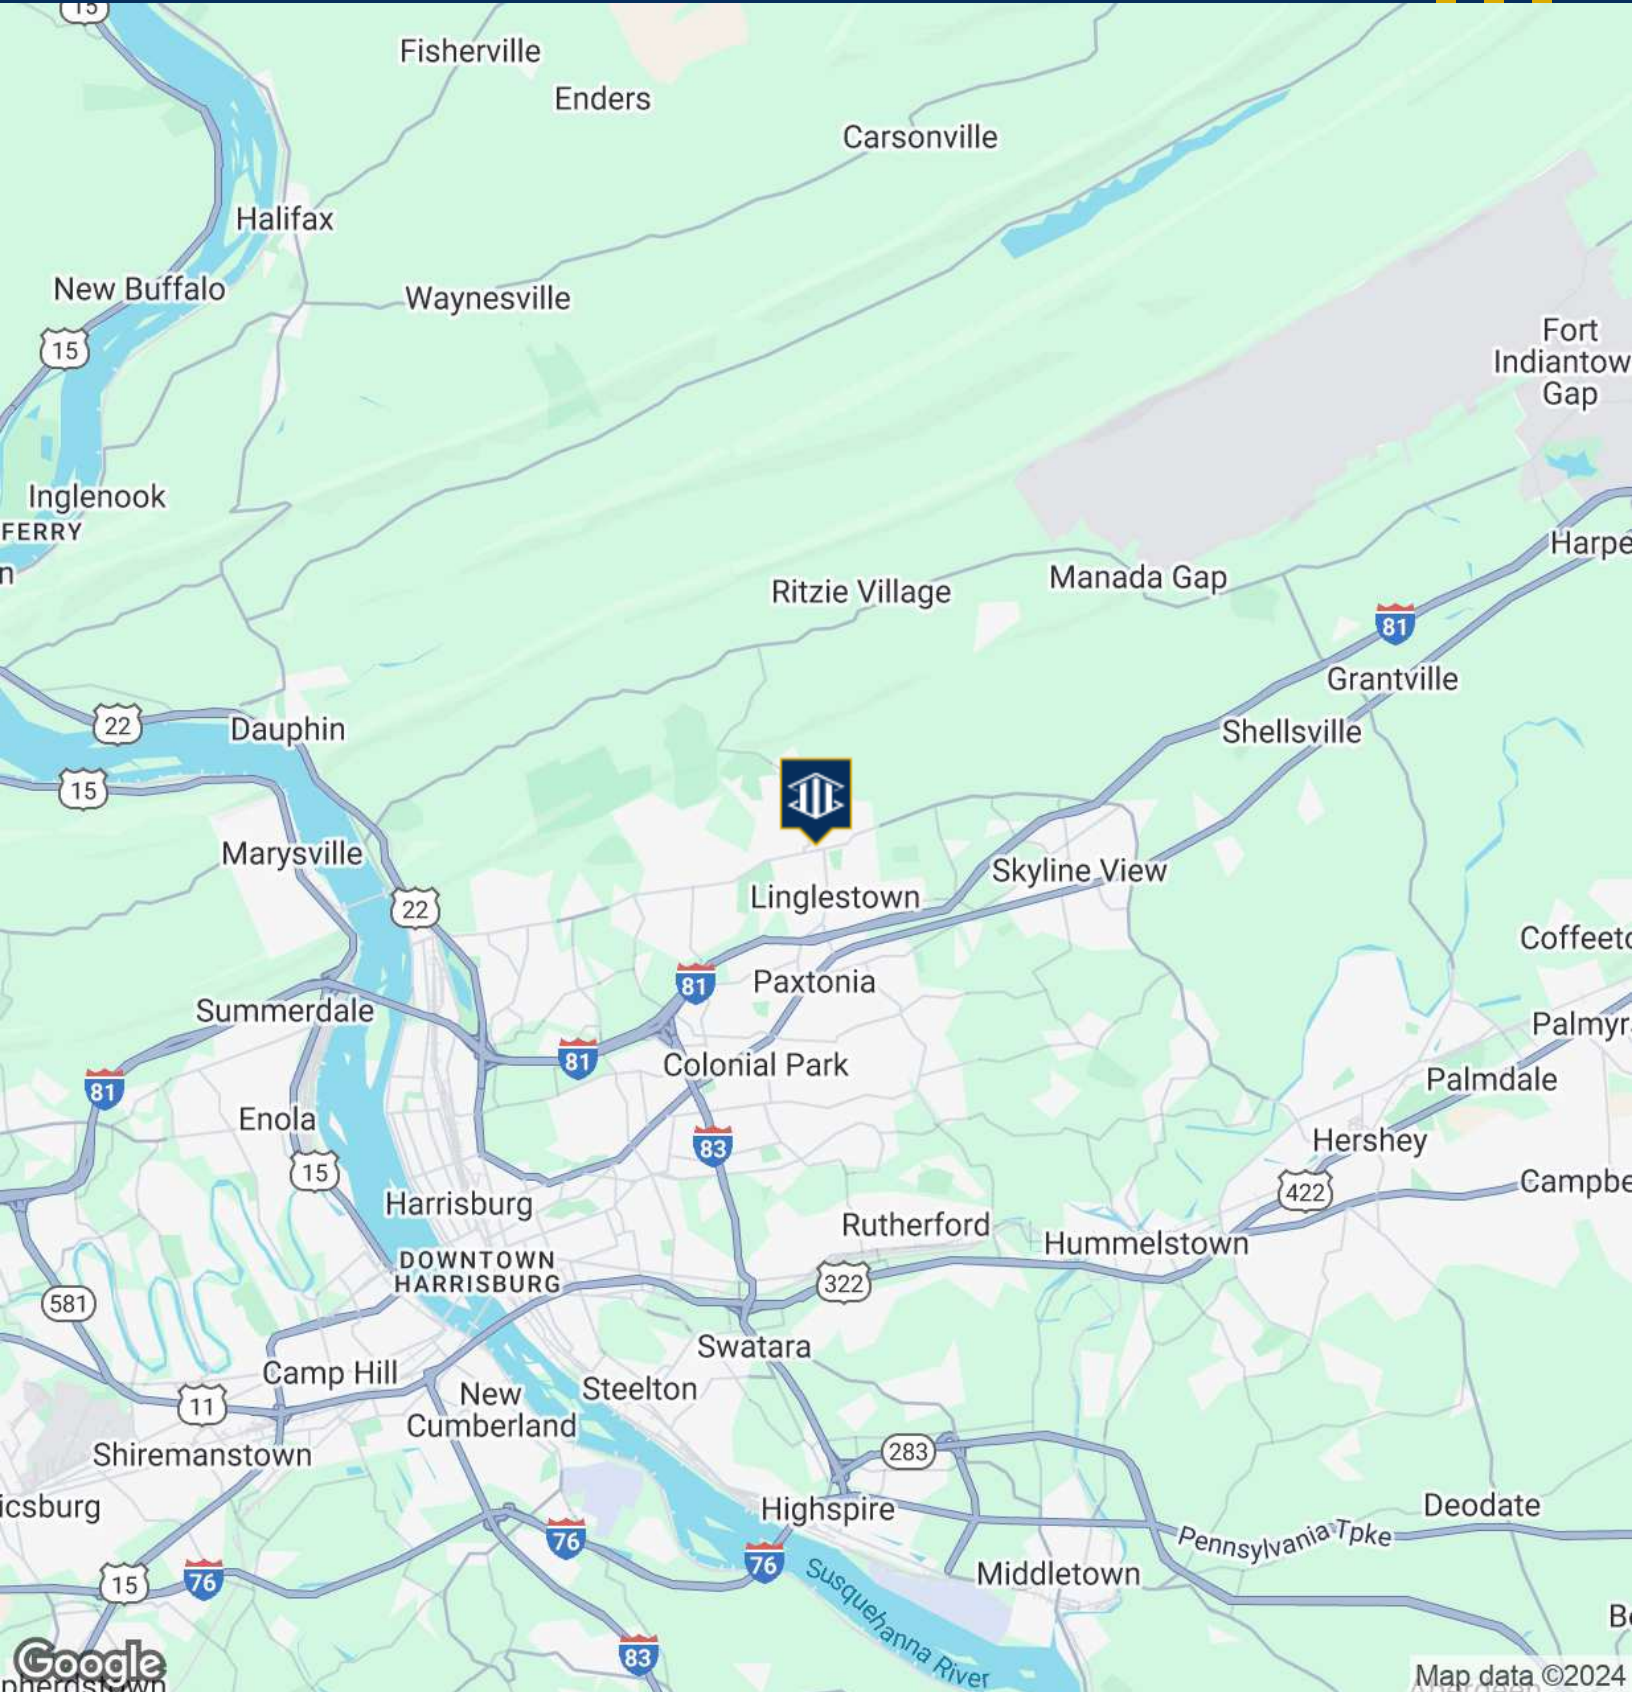 15
Fisherville
Enders
Carsonville
Halifax
New Buffalo
Waynesville
15
Fort
Indiantow
Gap
Inglenook
FERRY
n
Harpe
Ritzie Village
Manada Gap
81
Grantville
22
Dauphin
Shellsville
15
Marysville
Skyline View
Linglestown
22
Coffeeto
81
Paxtonia
Summerdale
Palmyr
81
Colonial Park
81
Palmdale
Enola
83
Hershey
15
422
Campbe
Harrisburg
Rutherford
Hummelstown
DOWNTOWN
HARRISBURG
322
581
Swatara
Camp Hill
New
Cumberland
Steelton
11
283
Shiremanstown
icsburg
Highspire
Deodate
Pennsylvania Tpke
76
76
Middletown
15
76
Susquehanna River
83
Google
pherdstown
Map data ©2024